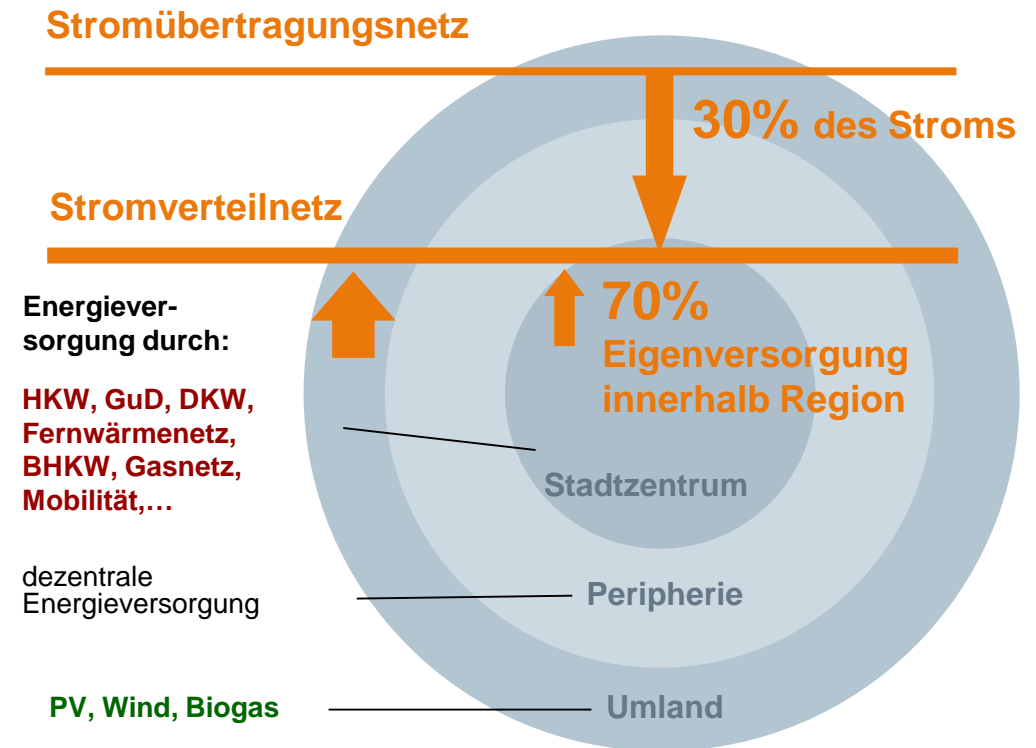 Stromübertragungsnetz
30% des Stroms
Stromverteilnetz
70%
Eigenversorgung
innerhalb Region
Energiever-
sorgung durch:
HKW, GuD, DKW,
Fernwärmenetz,
BHKW, Gasnetz,
Mobilität,…
Stadtzentrum
dezentrale
Energieversorgung
Peripherie
PV, Wind, Biogas
Umland